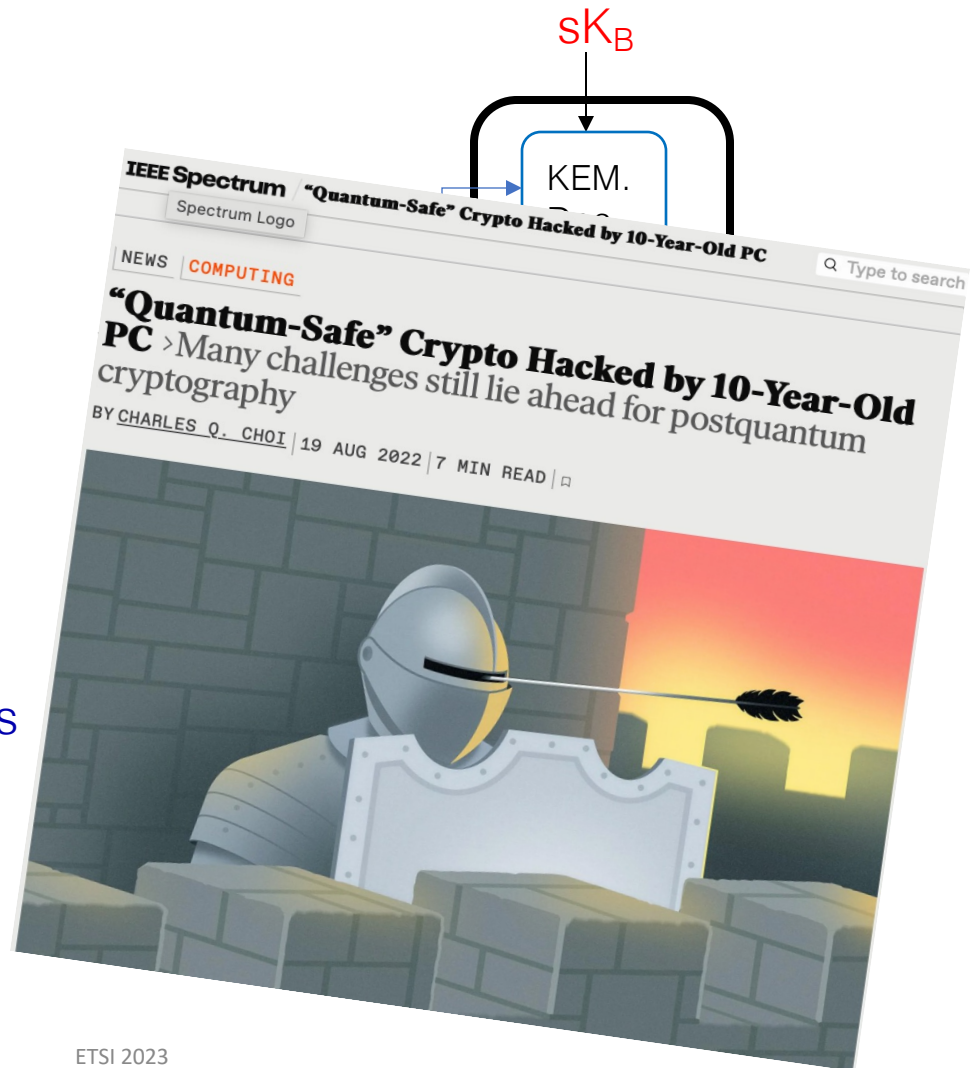 sKB
KEM.
IEEE Spectrum / “Quantum-Safe” Crypto Hacked by 10-Year-Old PC
Type to search
Spectrum Logo
NEWS | COMPUTING
“Quantum-Safe” Crypto Hacked by 10-Year-Old
PC >Many challenges still lie ahead for postquantum
cryptography
BY CHARLES Q. CHOI | 19 AUG 2022 | 7 MIN READ |
s
ETSI 2023